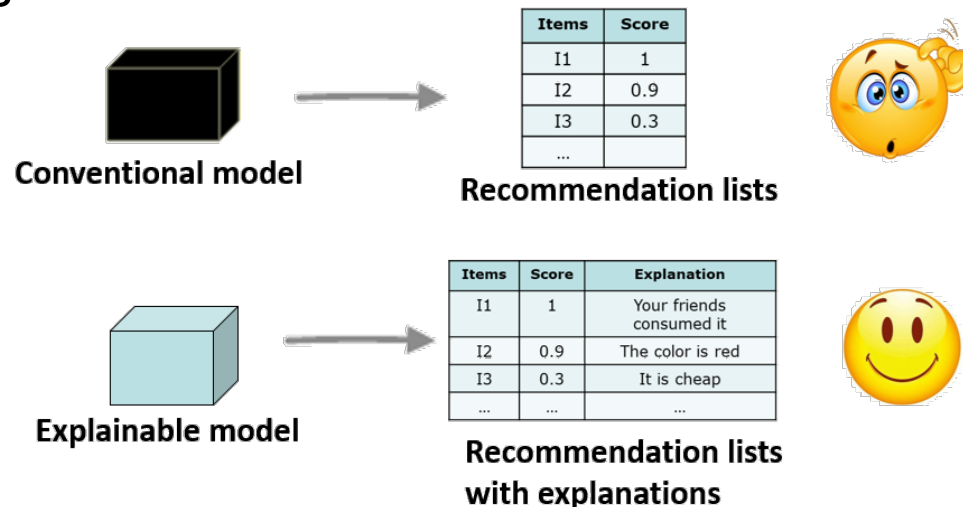 Items Score
I1 1
I2 0.9
I3 0.3
...
Conventional model
Recommendation lists
Items Score Explanation
I1 1 Your friends
consumed it
I2 0.9 The color is red
I3 0.3 It is cheap
... ... ...
Explainable model
Recommendation lists
with explanations